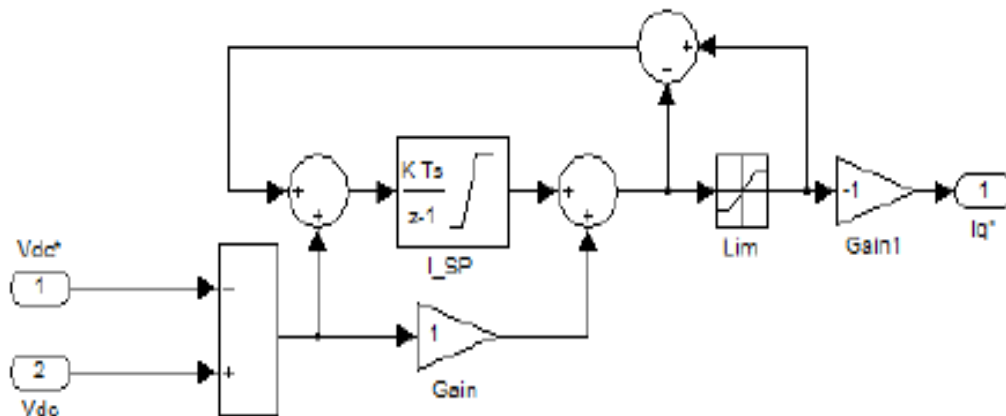 +
-
K Ts
z-1
+
+
+
+
-1
1
Iq*
Lim
Gain1
I_SP
Vdc*
1
-
1
2
+
Gain
Vdc